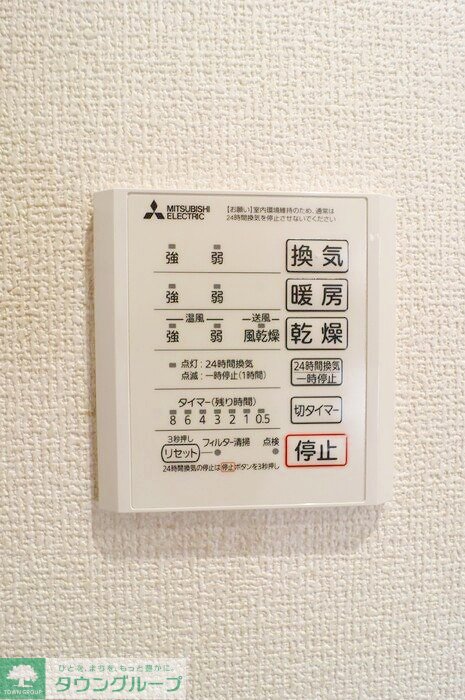 MITSUBISHI
ELECTRIC
【お願い】室内環境維持のため、通常は
24時間換気を停止させないでください
強 弱 換気
強 弱 暖房
温風 送風
強 弱 風乾燥 乾燥
点灯:24時間換気
点滅:一時停止(1時間)
24時間換気
一時停止
タイマー(残り時間)
8 6 4 3 2 1 0.5
切タイマー
3秒押し
リセット フィルター清掃 点検
停止
24時間換気の停止は停止ボタンを3秒押し
TOWN GROUP
ひとを、まちを、もっと豊かに。
タウングループ